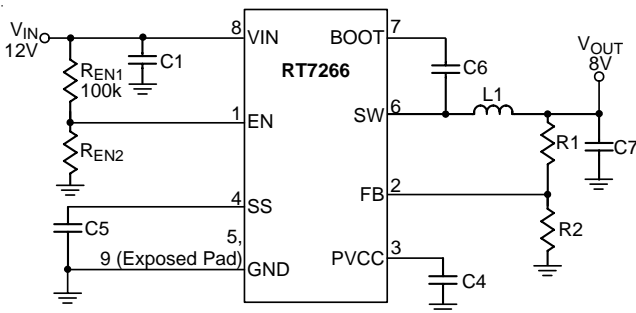 VIN
12V
REN1
100k
REN2
C1
C5
8
VIN
1
EN
4
SS
5,
9 (Exposed Pad)
GND
RT7266
BOOT
7
SW
6
FB
2
PVCC
3
C6
L1
VOUT
8V
R1
C7
R2
C4